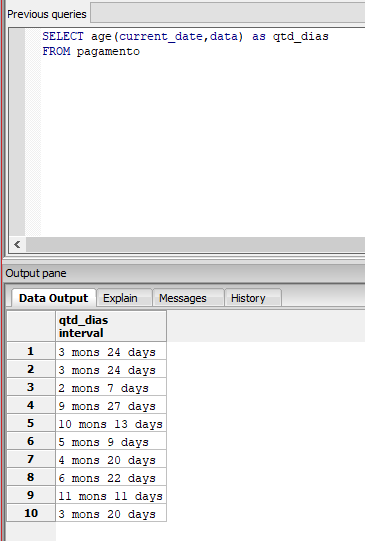 Previous queries
SELECT age(current_date,data) as qtd_dias
FROM pagamento
Output pane
Data Output Explain Messages History
qtd_dias
interval
1 3 mons 24 days
2 3 mons 24 days
3 2 mons 7 days
4 9 mons 27 days
5 10 mons 13 days
6 5 mons 9 days
7 4 mons 20 days
8 6 mons 22 days
9 11 mons 11 days
10 3 mons 20 days